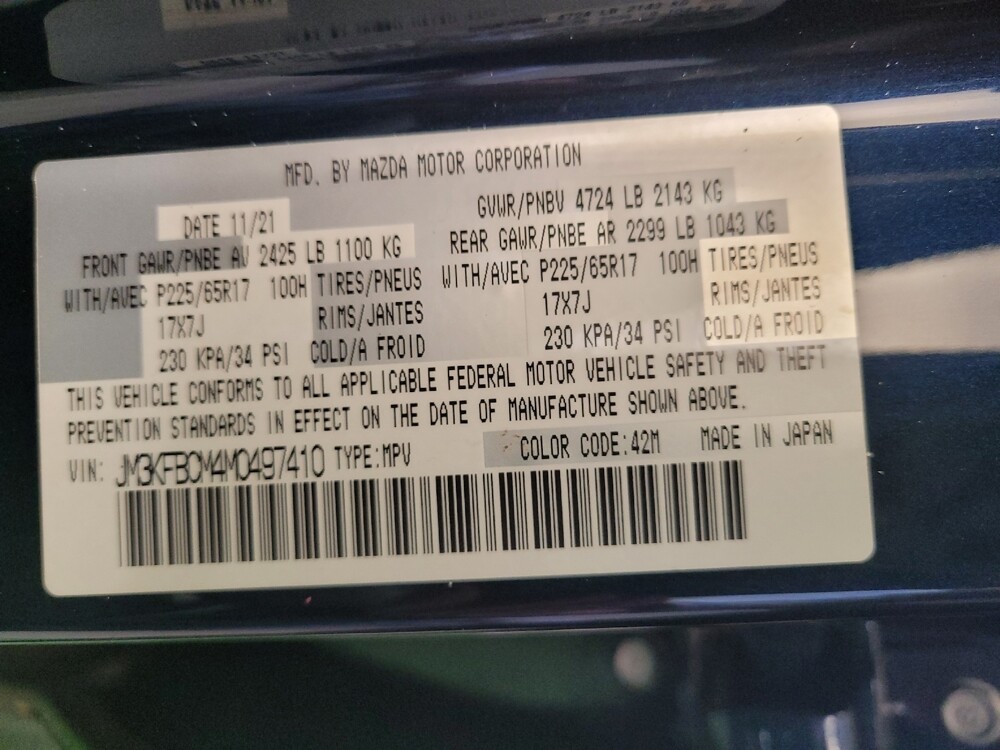 MFD. BY MAZDA MOTOR CORPORATION
DATE 11/21 GVWR/PNBV 4724 LB 2143 KG
FRONT GAWR/PNBE AV 2425 LB 1100 KG REAR GAWR/PNBE AR 2299 LB 1043 KG
WITH/AVEC P225/65R17 100H TIRES/PNEUS WITH/AVEC P225/65R17 100H TIRES/PNEUS
17X7J RIMS/JANTES 17X7J RIMS/JANTES
230 KPA/34 PSI COLD/A FROID 230 KPA/34 PSI COLD/A FROID
THIS VEHICLE CONFORMS TO ALL APPLICABLE FEDERAL MOTOR VEHICLE SAFETY AND THEFT
PREVENTION STANDARDS IN EFFECT ON THE DATE OF MANUFACTURE SHOWN ABOVE.
VIN: JM3KFBCM4M0497410 TYPE:MPV COLOR CODE:42M MADE IN JAPAN